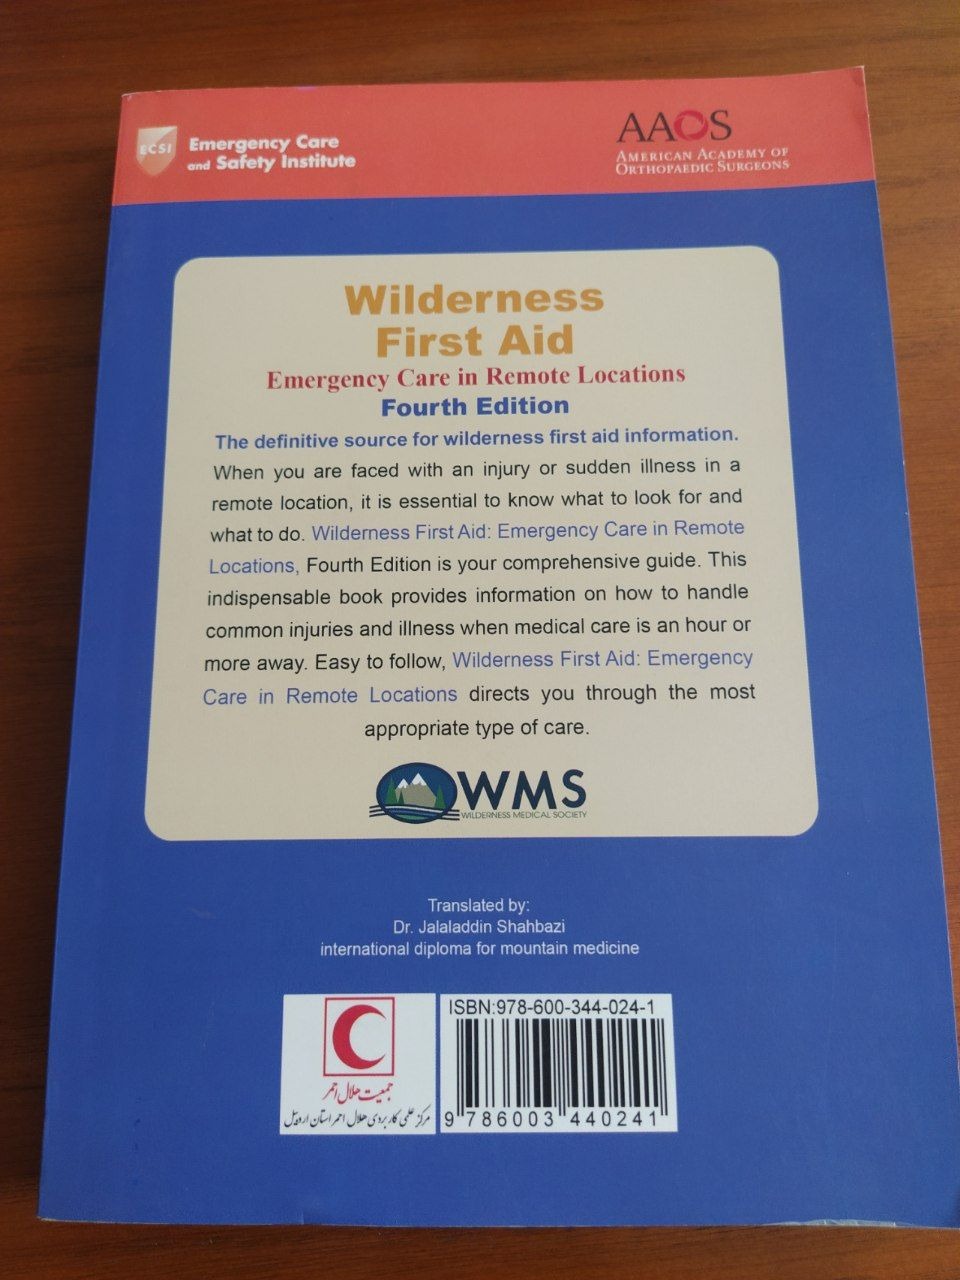 ECSI
Emergency Care
and Safety Institute
AAOS
AMERICAN ACADEMY OF
ORTHOPAEDIC SURGEONS
Wilderness
First Aid
Emergency Care in Remote Locations
Fourth Edition
The definitive source for wilderness first aid information.
When you are faced with an injury or sudden illness in a
remote location, it is essential to know what to look for and
what to do. Wilderness First Aid: Emergency Care in Remote
Locations, Fourth Edition is your comprehensive guide. This
indispensable book provides information on how to handle
common injuries and illness when medical care is an hour or
more away. Easy to follow, Wilderness First Aid: Emergency
Care in Remote Locations directs you through the most
appropriate type of care.
WMS
WILDERNESS MEDICAL SOCIETY
Translated by:
Dr. Jalaladdin Shahbazi
international diploma for mountain medicine
ISBN:978-600-344-024-1
9 786003 440241
جمعیت هلال احمر
مرکز علمی کاربردی هلال احمر استان اردبیل